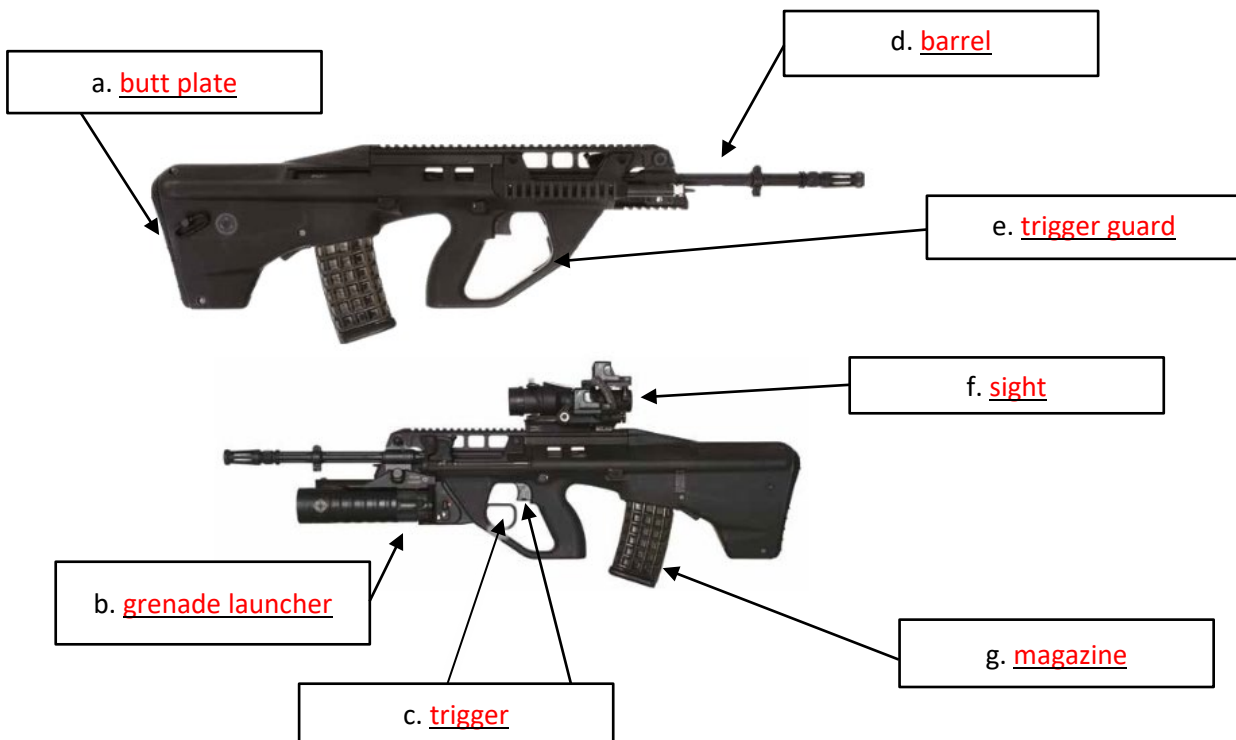 d. barrel
a. butt plate
e. trigger guard
f. sight
b. grenade launcher
g. magazine
c. trigger